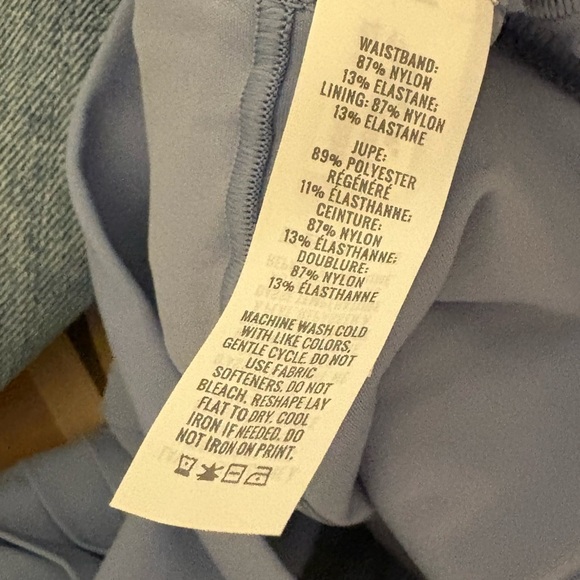 WAISTBAND:
87% NYLON
13% ELASTANE;
LINING: 87% NYLON
13% ELASTANE
JUPE:
89% POLYESTER
RÉGÉNÉRÉ
11% ÉLASTHANNE;
CEINTURE:
87% NYLON
13% ÉLASTHANNE;
DOUBLURE:
87% NYLON
13% ÉLASTHANNE
MACHINE WASH COLD
WITH LIKE COLORS,
GENTLE CYCLE. DO NOT
USE FABRIC
SOFTENERS. DO NOT
BLEACH. RESHAPE LAY
FLAT TO DRY. COOL
IRON IF NEEDED. DO
NOT IRON ON PRINT.